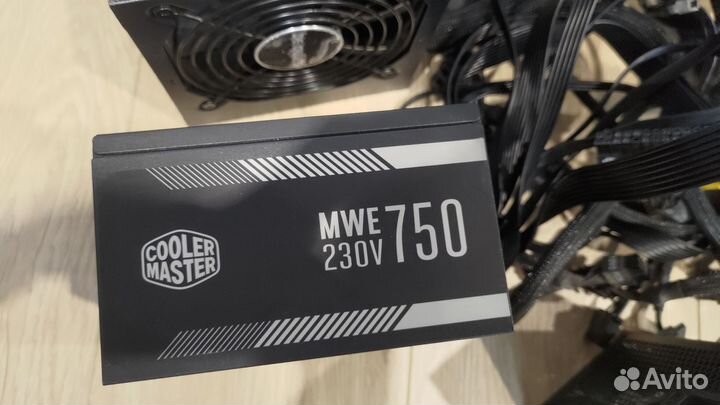 COOLER
MASTER
MWE
230V
750
Avito